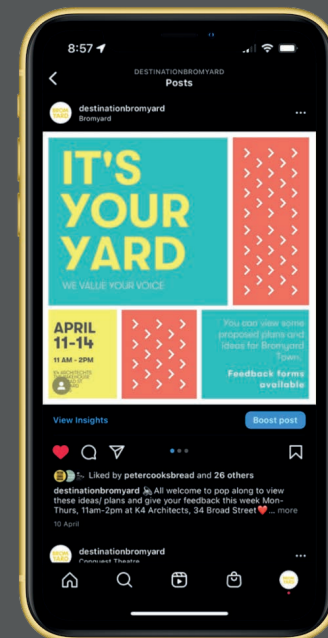 8:57
DESTINATIONBROMYARD
Posts
destinationbromyard
Bromyard
IT'S
YOUR
YARD
WE VALUE YOUR VOICE
APRIL
11-14
11 AM - 2PM
K4 ARCHITECTS
You can view some
proposed plans and
ideas for Bromyard
Town.
Feedback forms
available
View Insights
Boost post
Liked by petercooksbread and 26 others
destinationbromyard All welcome to pop along to view
these ideas/ plans and give your feedback this week Mon-
Thurs, 11am-2pm at K4 Architects, 34 Broad Street ... more
10 April
destinationbromyard
Conquest Theatre